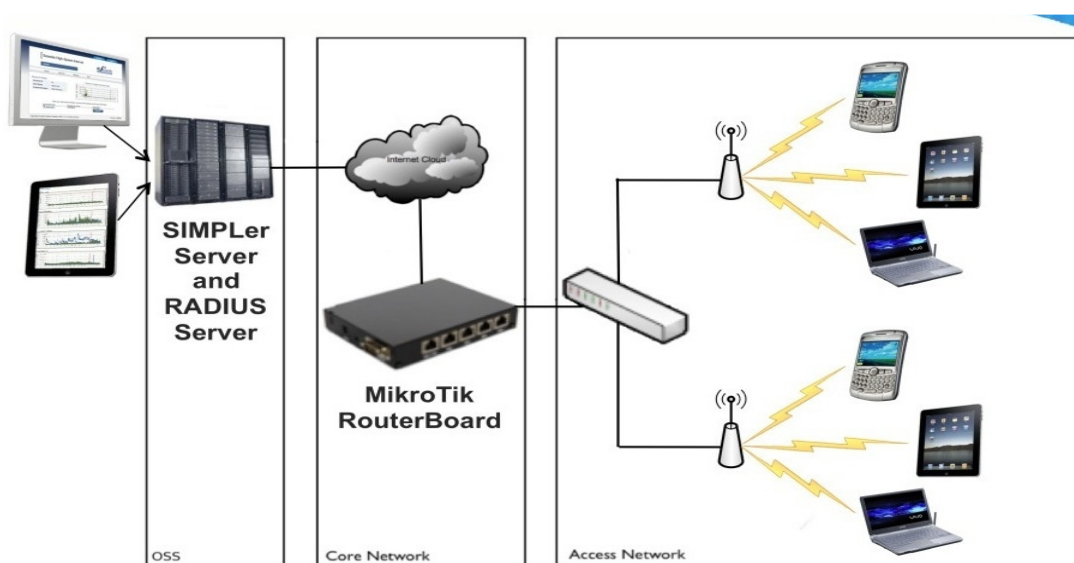 Internet Cloud
SIMPLer
Server
and
RADIUS
Server
MikroTik
RouterBoard
OSS
Core Network
Access Network